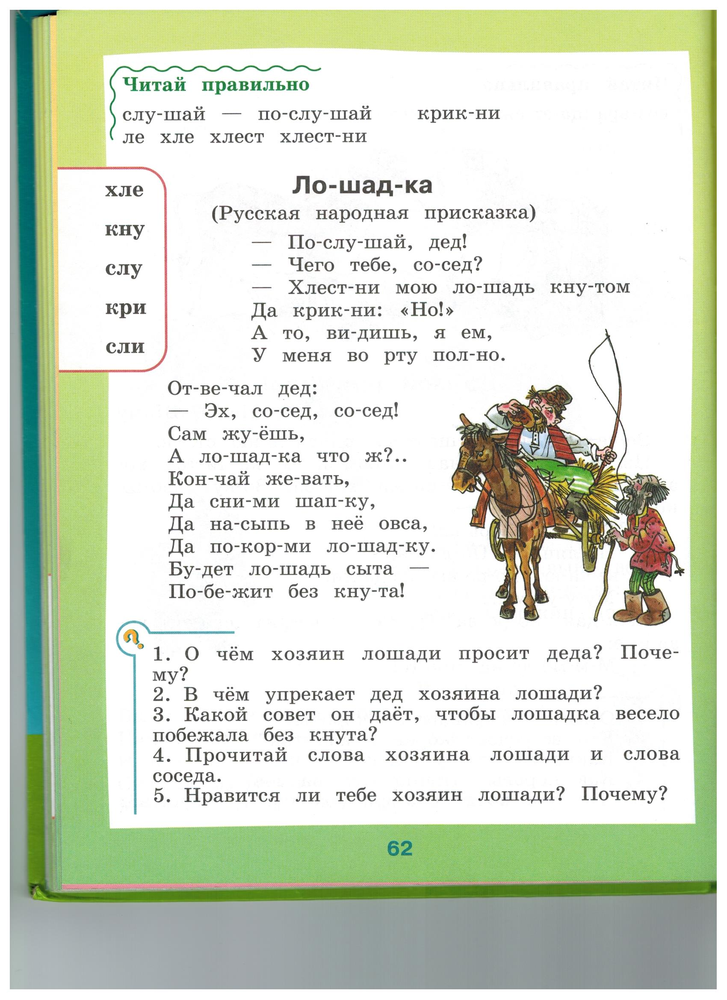 Читай правильно
слу-шай — по-слу-шай крик-ни
ле хле хлест хлест-ни
хле
кну
слу
кри
сли
Ло-шад-ка
(Русская народная присказка)
— По-слу-шай, дед!
— Чего тебе, со-сед?
— Хлест-ни мою ло-шадь кну-том
Да крик-ни: «Но!»
А то, ви-дишь, я ем,
У меня во рту пол-но.
От-ве-чал дед:
— Эх, со-сед, со-сед!
Сам жу-ёшь,
А ло-шад-ка что ж?..
Кон-чай же-вать,
Да сни-ми шап-ку,
Да на-сыпь в неё овса,
Да по-кор-ми ло-шад-ку.
Бу-дет ло-шадь сыта —
По-бе-жит без кну-та!
?
1. О чём хозяин лошади просит деда? Поче-
му?
2. В чём упрекает дед хозяина лошади?
3. Какой совет он даёт, чтобы лошадка весело
побежала без кнута?
4. Прочитай слова хозяина лошади и слова
соседа.
5. Нравится ли тебе хозяин лошади? Почему?
62